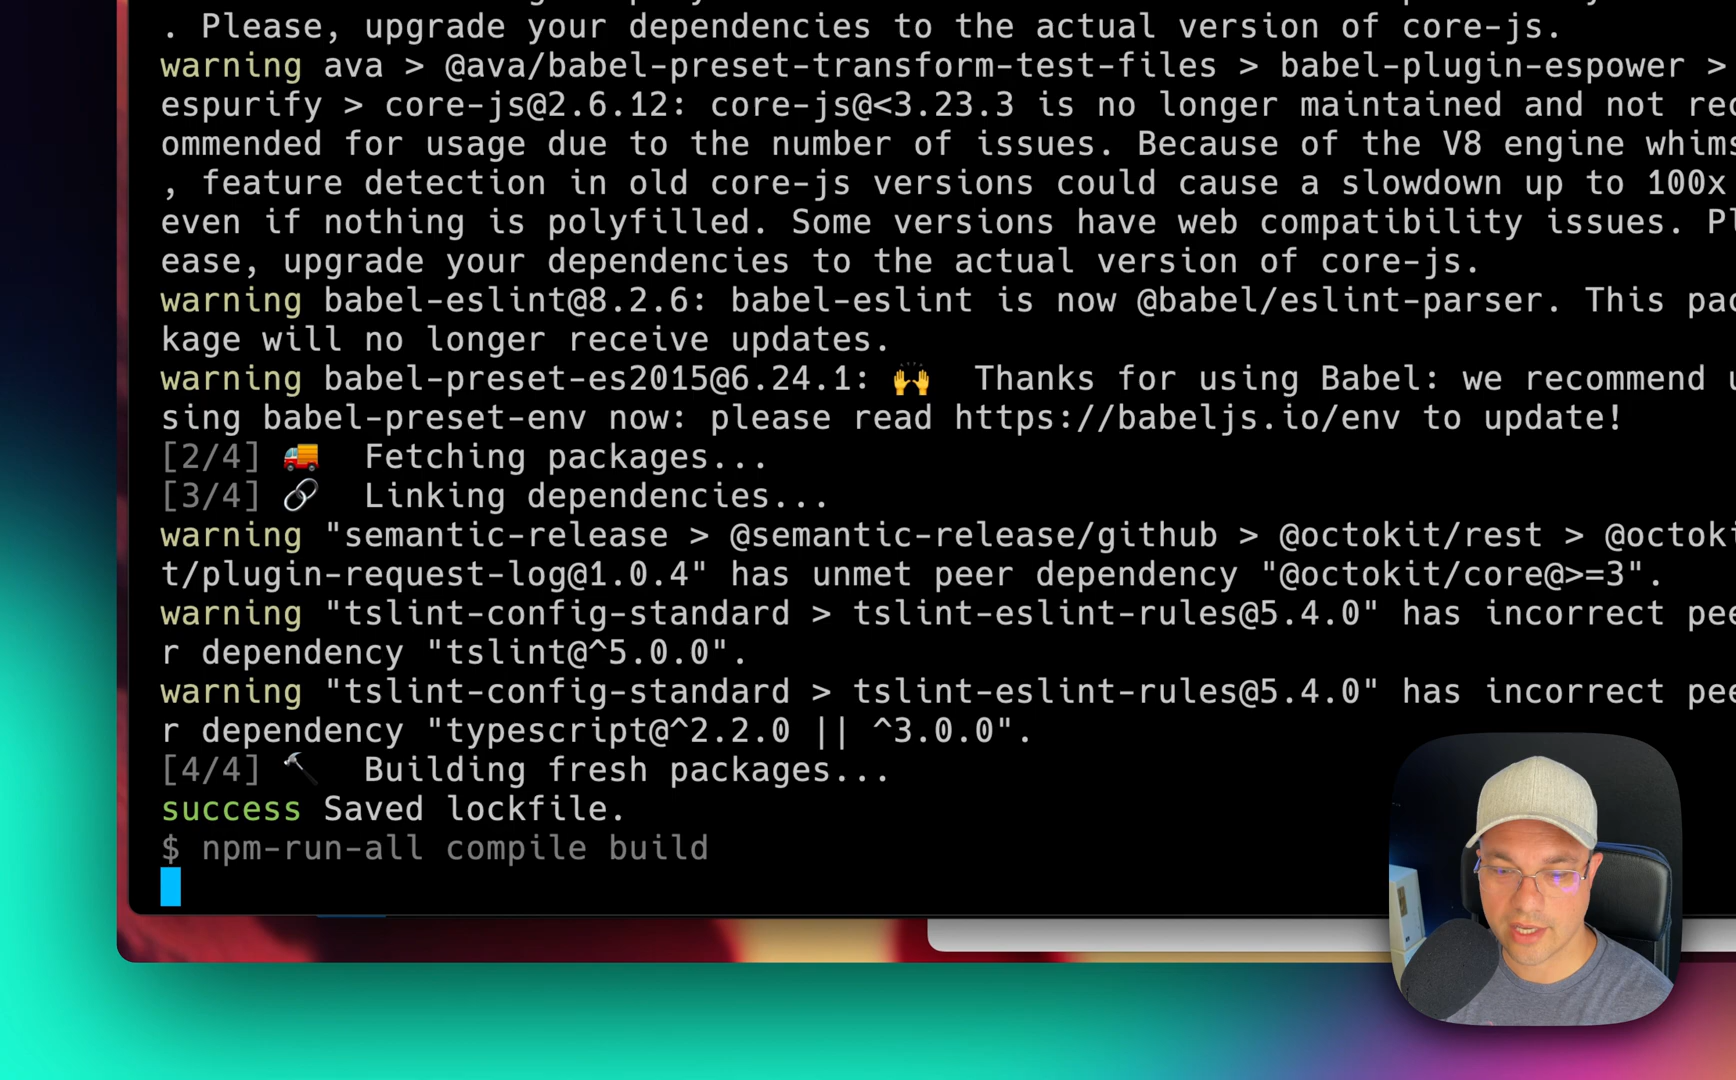 . Please, upgrade your dependencies to the actual version of core-js.
warning ava > @ava/babel-preset-transform-test-files > babel-plugin-espower >
espurify > core-js@2.6.12: core-js@<3.23.3 is no longer maintained and not rec
ommended for usage due to the number of issues. Because of the V8 engine whims
, feature detection in old core-js versions could cause a slowdown up to 100x
even if nothing is polyfilled. Some versions have web compatibility issues. Pl
ease, upgrade your dependencies to the actual version of core-js.
warning babel-eslint@8.2.6: babel-eslint is now @babel/eslint-parser. This pac
kage will no longer receive updates.
warning babel-preset-es2015@6.24.1: 🙌  Thanks for using Babel: we recommend u
sing babel-preset-env now: please read https://babeljs.io/env to update!
[2/4] 🚚  Fetching packages...
[3/4] 🔗  Linking dependencies...
warning "semantic-release > @semantic-release/github > @octokit/rest > @octoki
t/plugin-request-log@1.0.4" has unmet peer dependency "@octokit/core@>=3".
warning "tslint-config-standard > tslint-eslint-rules@5.4.0" has incorrect pee
r dependency "tslint@^5.0.0".
warning "tslint-config-standard > tslint-eslint-rules@5.4.0" has incorrect pee
r dependency "typescript@^2.2.0 || ^3.0.0".
[4/4] 🔨  Building fresh packages...
success Saved lockfile.
$ npm-run-all compile build